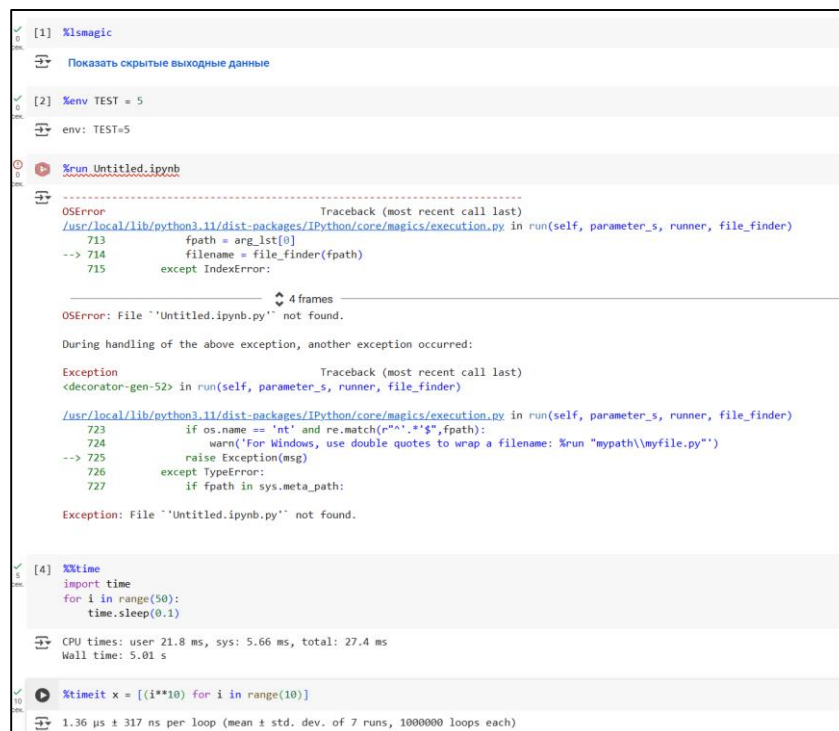 [1] %lsmagic
0
сек.
Показать скрытые выходные данные
[2] %env TEST = 5
0
сек.
env: TEST=5
%run Untitled.ipynb
0
сек.
---------------------------------------------------------------------------
OSError Traceback (most recent call last)
/usr/local/lib/python3.11/dist-packages/IPython/core/magics/execution.py in run(self, parameter_s, runner, file_finder)
713 fpath = arg_lst[0]
--> 714 filename = file_finder(fpath)
715 except IndexError:
4 frames
OSError: File `'Untitled.ipynb.py'` not found.
During handling of the above exception, another exception occurred:
Exception Traceback (most recent call last)
<decorator-gen-52> in run(self, parameter_s, runner, file_finder)
/usr/local/lib/python3.11/dist-packages/IPython/core/magics/execution.py in run(self, parameter_s, runner, file_finder)
723 if os.name == 'nt' and re.match(r"^'.*'$",fpath):
724 warn('For Windows, use double quotes to wrap a filename: %run "mypath\\myfile.py"')
--> 725 raise Exception(msg)
726 except TypeError:
727 if fpath in sys.meta_path:
Exception: File `'Untitled.ipynb.py'` not found.
[4] %%time
5
сек.
import time
for i in range(50):
time.sleep(0.1)
CPU times: user 21.8 ms, sys: 5.66 ms, total: 27.4 ms
Wall time: 5.01 s
%timeit x = [(i**10) for i in range(10)]
10
сек.
1.36 µs ± 317 ns per loop (mean ± std. dev. of 7 runs, 1000000 loops each)